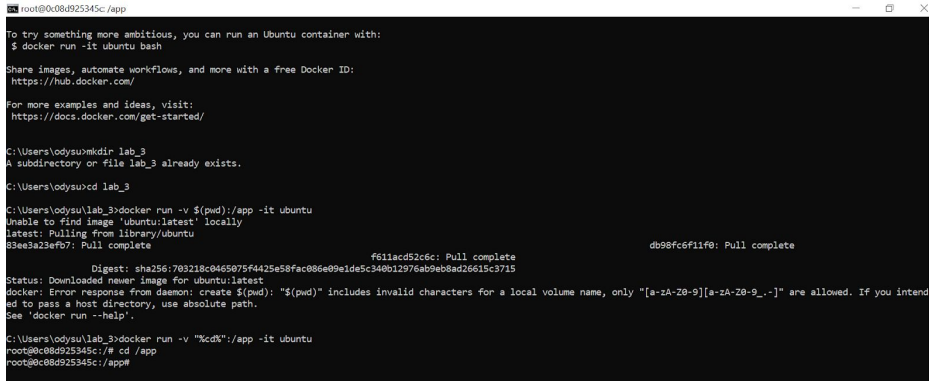 root@0c08d925345c: /app
To try something more ambitious, you can run an Ubuntu container with:
$ docker run -it ubuntu bash
Share images, automate workflows, and more with a free Docker ID:
https://hub.docker.com/
For more examples and ideas, visit:
https://docs.docker.com/get-started/
C:\Users\odysu>mkdir lab_3
A subdirectory or file lab_3 already exists.
C:\Users\odysu>cd lab_3
C:\Users\odysu\lab_3>docker run -v $(pwd):/app -it ubuntu
Unable to find image 'ubuntu:latest' locally
latest: Pulling from library/ubuntu
83ee3a23efb7: Pull complete db98fc6f11f0: Pull complete
f611acd52c6c: Pull complete
Digest: sha256:703218c0465075f4425e58fac086e09e1de5c340b12976ab9eb8ad26615c3715
Status: Downloaded newer image for ubuntu:latest
docker: Error response from daemon: create $(pwd): "$(pwd)" includes invalid characters for a local volume name, only "[a-zA-Z0-9][a-zA-Z0-9_.-]" are allowed. If you intend
ed to pass a host directory, use absolute path.
See 'docker run --help'.
C:\Users\odysu\lab_3>docker run -v "%cd%":/app -it ubuntu
root@0c08d925345c:/# cd /app
root@0c08d925345c:/app#